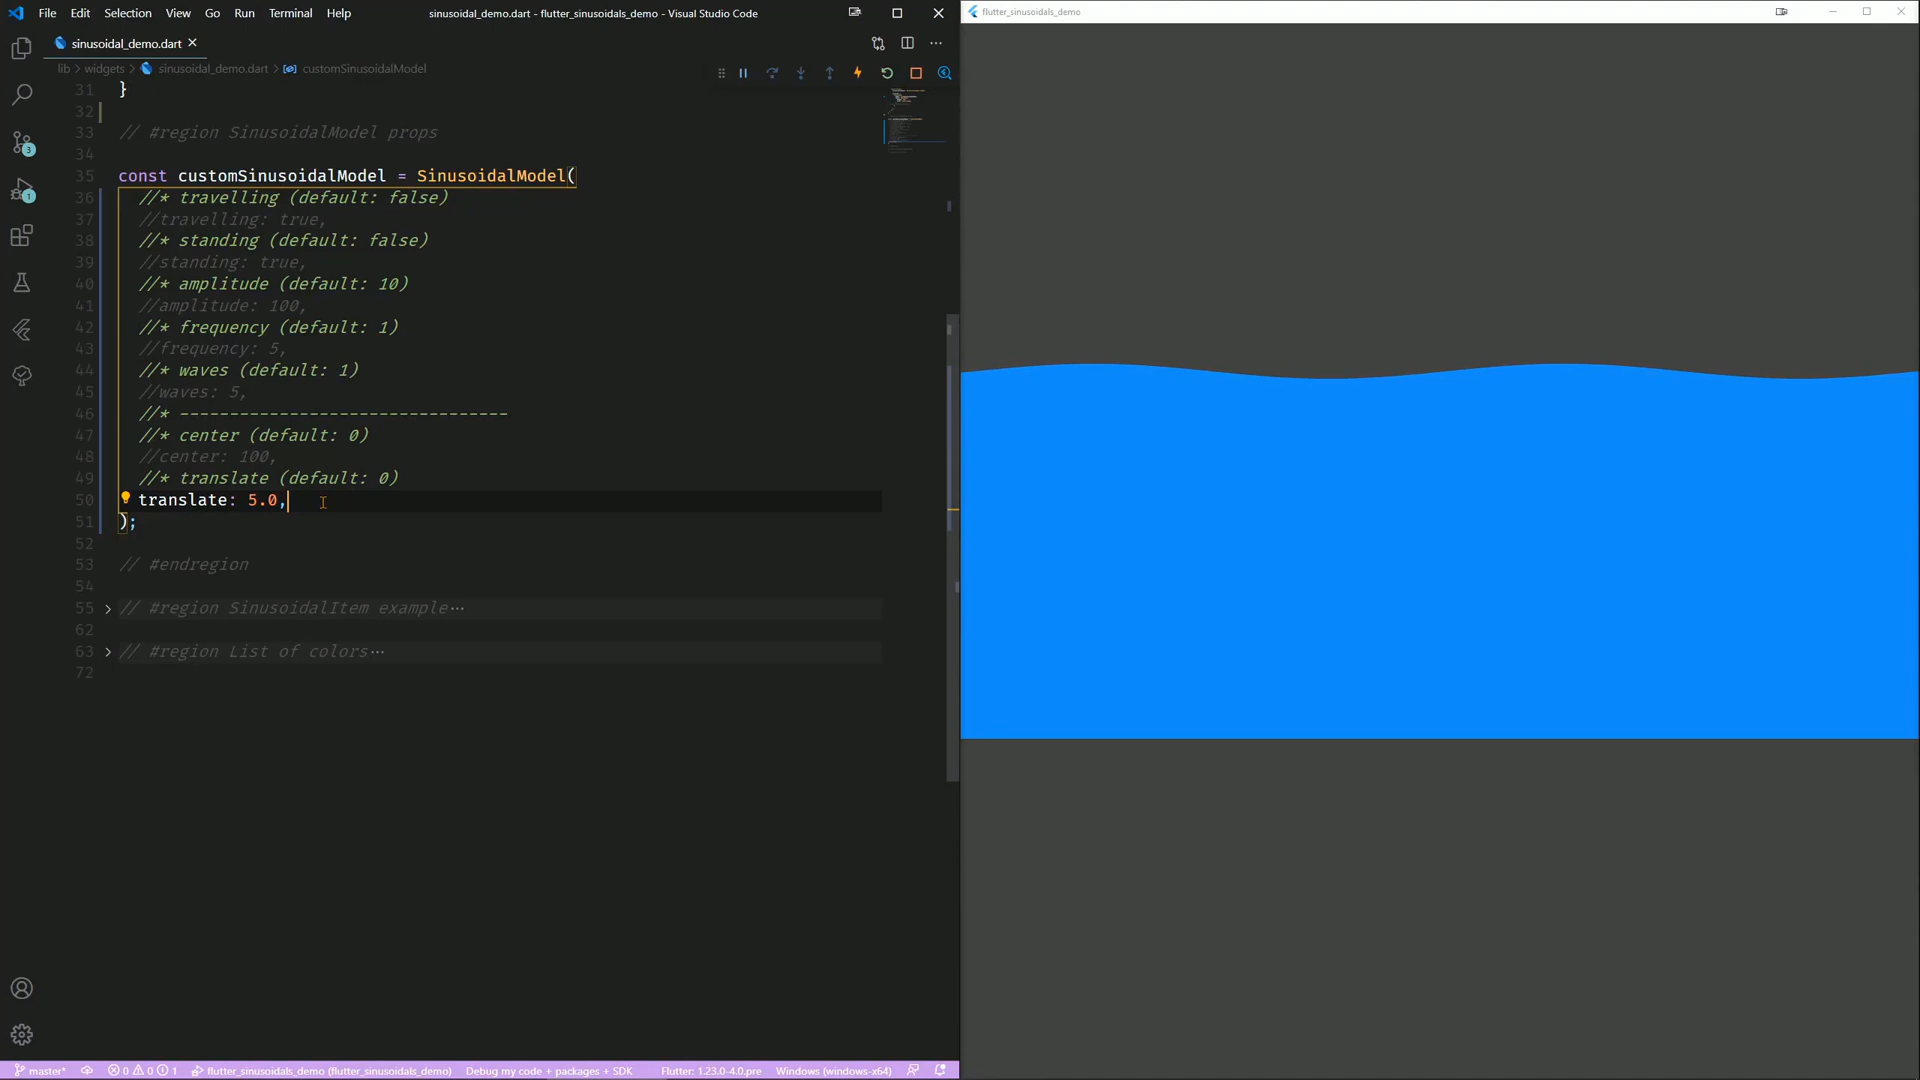 File Edit Selection View Go Run Terminal Help
sinusoidal_demo.dart - flutter_sinusoidals_demo - Visual Studio Code
flutter_sinusoidals_demo
sinusoidal_demo.dart
lib > widgets > sinusoidal_demo.dart > customSinusoidalModel
31 }
32
33 // #region SinusoidalModel props
34
35 const customSinusoidalModel = SinusoidalModel(
36 //* travelling (default: false)
37 //travelling: true,
38 //* standing (default: false)
39 //standing: true,
40 //* amplitude (default: 10)
41 //amplitude: 100,
42 //* frequency (default: 1)
43 //frequency: 5,
44 //* waves (default: 1)
45 //waves: 5,
46 //* ---------------------------------
47 //* center (default: 0)
48 //center: 100,
49 //* translate (default: 0)
50 translate: 5.0,
51 );
52
53 // #endregion
54
55 > // #region SinusoidalItem example…
62
63 > // #region List of colors…
72
3
1
master* 0 0 1 flutter_sinusoidals_demo (flutter_sinusoidals_demo) Debug my code + packages + SDK Flutter: 1.23.0-4.0.pre Windows (windows-x64)